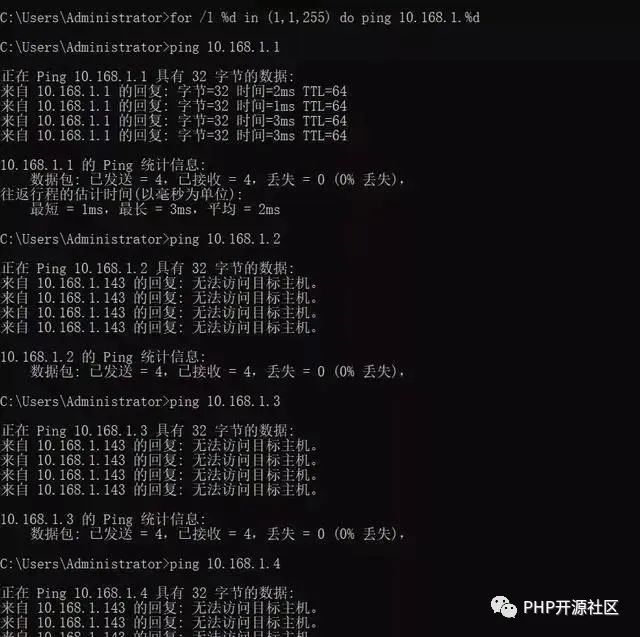 C:\Users\Administrator>for /l %d in (1,1,255) do ping 10.168.1.%d
C:\Users\Administrator>ping 10.168.1.1
正在 Ping 10.168.1.1 具有 32 字节的数据:
来自 10.168.1.1 的回复: 字节=32 时间=2ms TTL=64
来自 10.168.1.1 的回复: 字节=32 时间=1ms TTL=64
来自 10.168.1.1 的回复: 字节=32 时间=3ms TTL=64
来自 10.168.1.1 的回复: 字节=32 时间=3ms TTL=64
10.168.1.1 的 Ping 统计信息:
数据包: 已发送 = 4，已接收 = 4，丢失 = 0 (0% 丢失)，
往返行程的估计时间(以毫秒为单位):
最短 = 1ms，最长 = 3ms，平均 = 2ms
C:\Users\Administrator>ping 10.168.1.2
正在 Ping 10.168.1.2 具有 32 字节的数据:
来自 10.168.1.143 的回复: 无法访问目标主机。
来自 10.168.1.143 的回复: 无法访问目标主机。
来自 10.168.1.143 的回复: 无法访问目标主机。
来自 10.168.1.143 的回复: 无法访问目标主机。
10.168.1.2 的 Ping 统计信息:
数据包: 已发送 = 4，已接收 = 4，丢失 = 0 (0% 丢失)，
C:\Users\Administrator>ping 10.168.1.3
正在 Ping 10.168.1.3 具有 32 字节的数据:
来自 10.168.1.143 的回复: 无法访问目标主机。
来自 10.168.1.143 的回复: 无法访问目标主机。
来自 10.168.1.143 的回复: 无法访问目标主机。
来自 10.168.1.143 的回复: 无法访问目标主机。
10.168.1.3 的 Ping 统计信息:
数据包: 已发送 = 4，已接收 = 4，丢失 = 0 (0% 丢失)，
C:\Users\Administrator>ping 10.168.1.4
正在 Ping 10.168.1.4 具有 32 字节的数据:
来自 10.168.1.143 的回复: 无法访问目标主机。
来自 10.168.1.143 的回复: 无法访问目标主机。
来自 10.168.1.143 的回复: 无法访问目标主机。
PHP开源社区